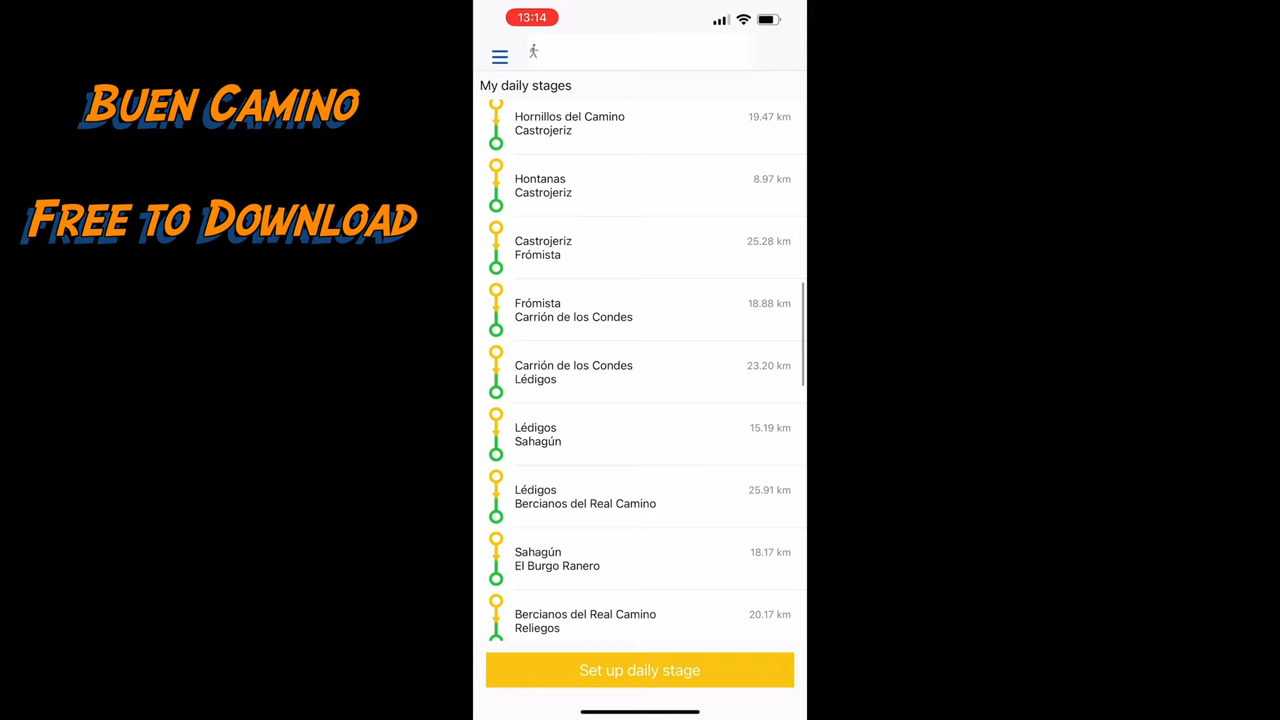 BUEN CAMINO
FREE TO DOWNLOAD
13:14
My daily stages
Hornillos del Camino 19.47 km
Castrojeriz
Hontanas 8.97 km
Castrojeriz
Castrojeriz 25.28 km
Frómista
Frómista 18.88 km
Carrión de los Condes
Carrión de los Condes 23.20 km
Lédigos
Lédigos 15.19 km
Sahagún
Lédigos 25.91 km
Bercianos del Real Camino
Sahagún 18.17 km
El Burgo Ranero
Bercianos del Real Camino 20.17 km
Reliegos
Set up daily stage